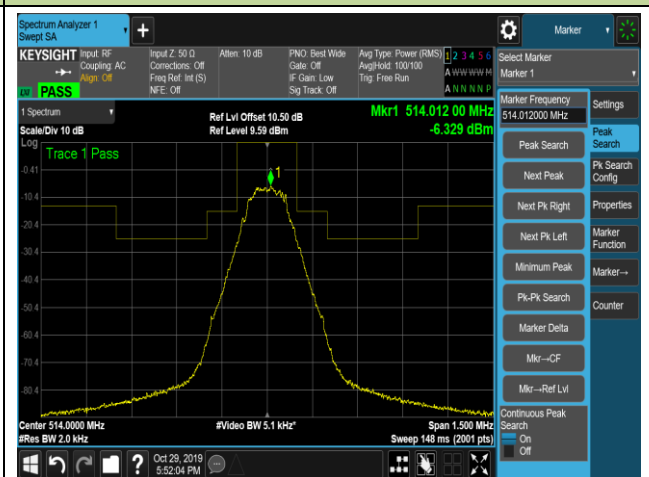 Spectrum Analyzer 1
Swept SA
+
Marker
KEYSIGHT
Input: RF
Coupling: AC
Align: Off
Input Z: 50 Ω
Corrections: Off
Freq Ref: Int (S)
NFE: Off
Atten: 10 dB
PNO: Best Wide
Gate: Off
IF Gain: Low
Sig Track: Off
Avg Type: Power (RMS)
Avg|Hold: 100/100
Trig: Free Run
1 2 3 4 5 6
A W W W W M
A N N N N P
LXI PASS
Select Marker
Marker 1
1 Spectrum
Scale/Div 10 dB
Ref Lvl Offset 10.50 dB
Ref Level 9.59 dBm
Mkr1 514.012 00 MHz
-6.329 dBm
Log
Trace 1 Pass
1
-0.41
-10.4
-20.4
-30.4
-40.4
-50.4
-60.4
-70.4
-80.4
Center 514.0000 MHz
#Res BW 2.0 kHz
#Video BW 5.1 kHz*
Span 1.500 MHz
Sweep 148 ms (2001 pts)
Marker Frequency
514.012000 MHz
Peak Search
Next Peak
Next Pk Right
Next Pk Left
Minimum Peak
Pk-Pk Search
Marker Delta
Mkr→CF
Mkr→Ref Lvl
Continuous Peak
Search
On
Off
Settings
Peak
Search
Pk Search
Config
Properties
Marker
Function
Marker→
Counter
?
Oct 29, 2019
5:52:04 PM